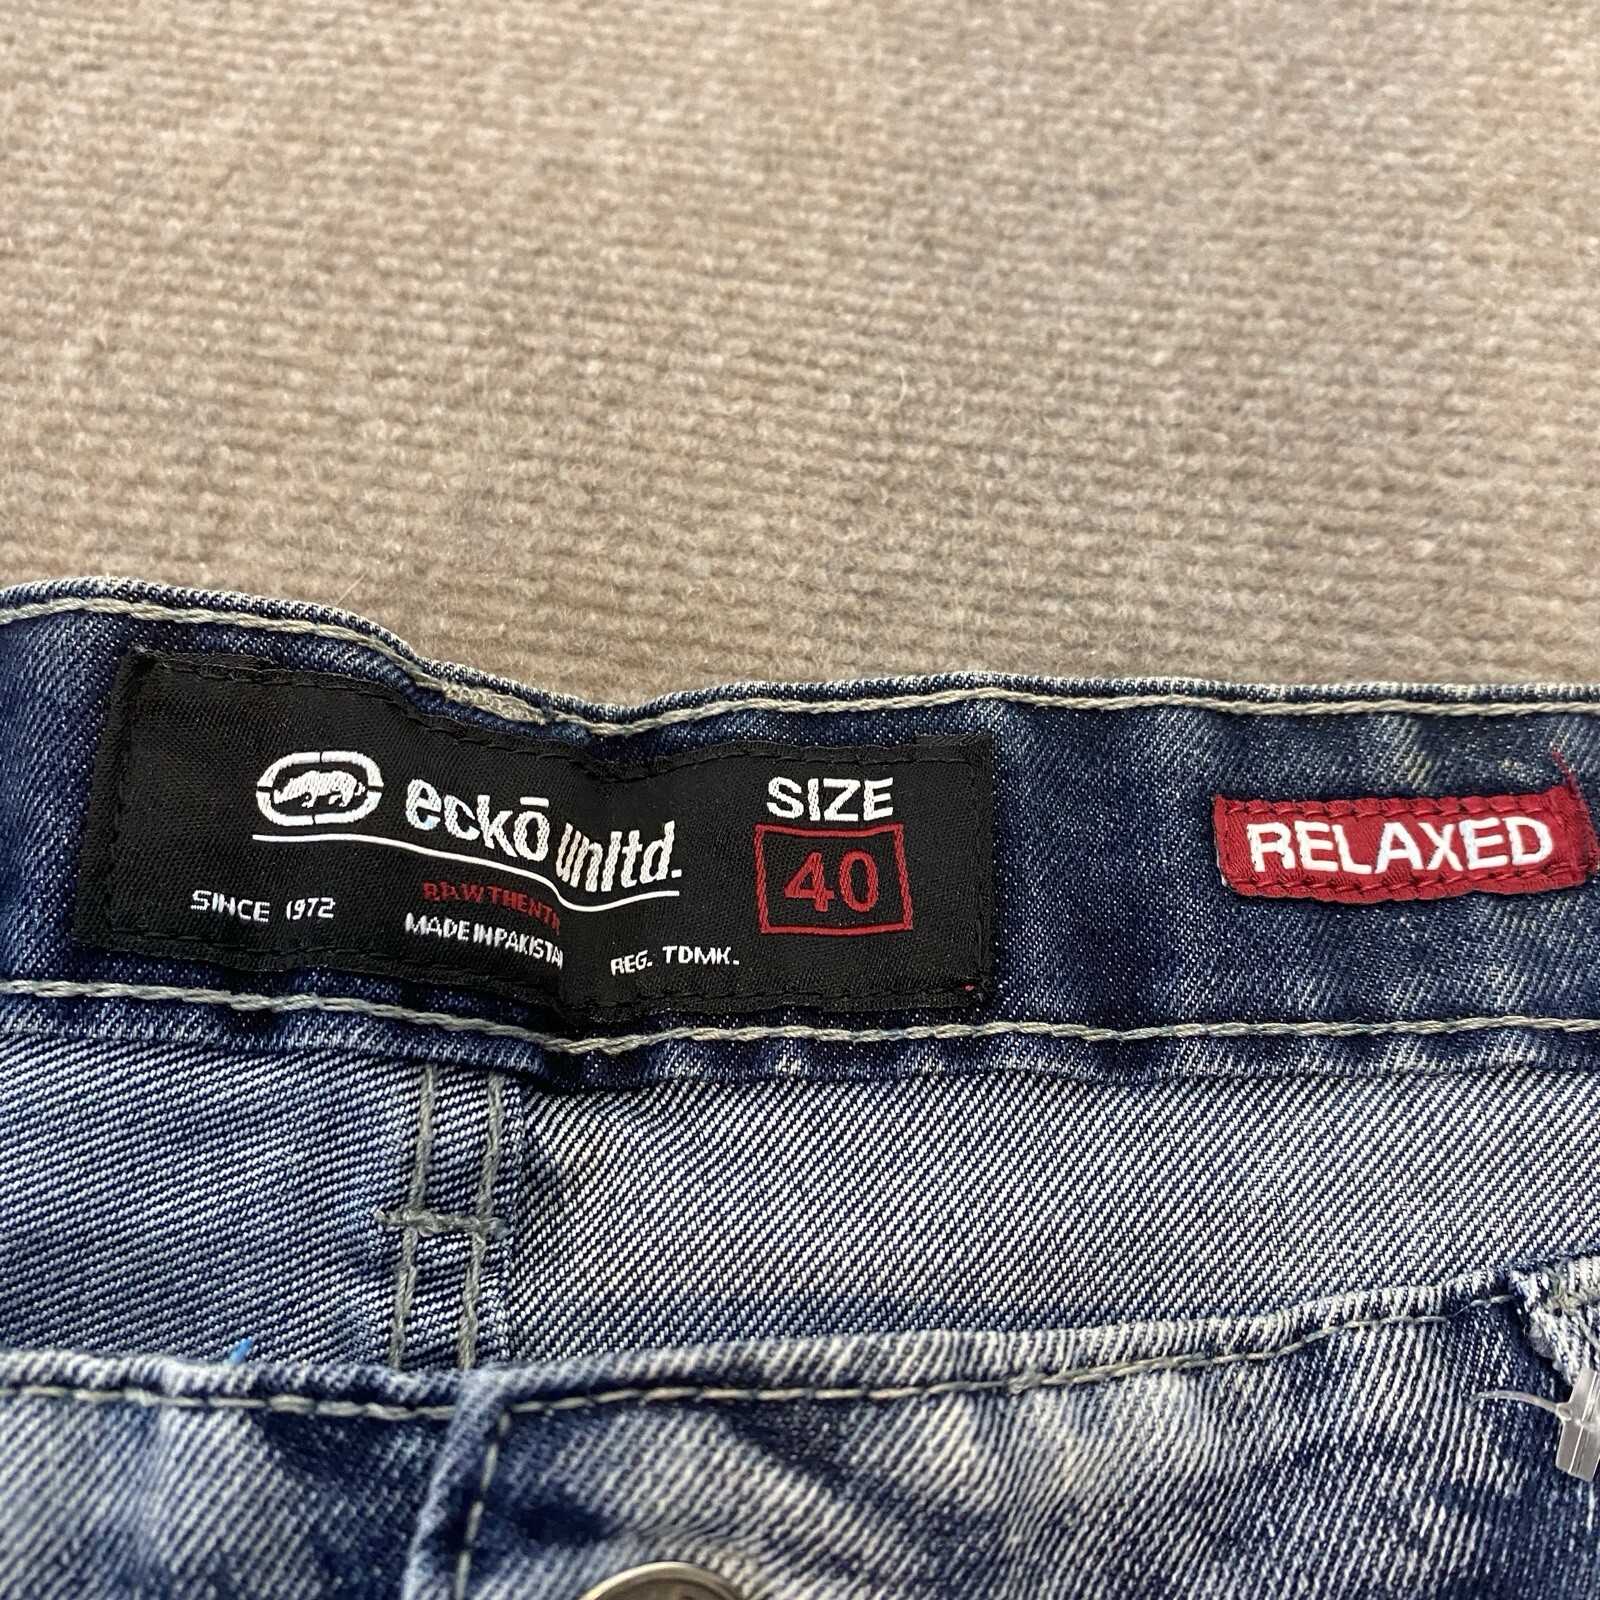 eckō unltd.
SIZE
40
SINCE 1972
MADE IN PAKISTAN
REG. TDMK.
RELAXED